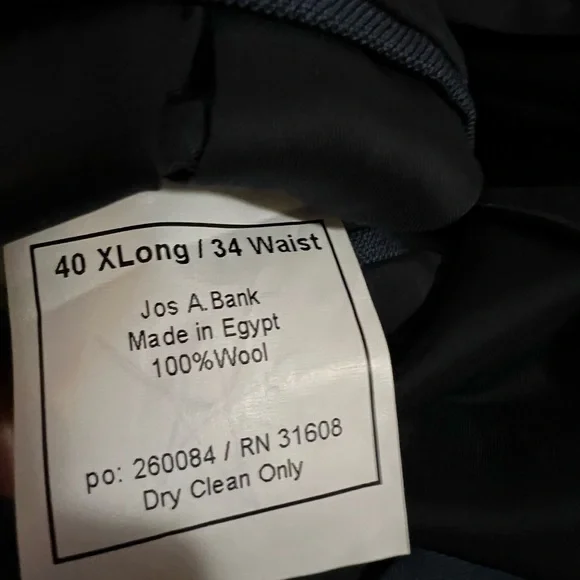 40 XLong / 34 Waist
Jos A.Bank
Made in Egypt
100%Wool
po: 260084 / RN 31608
Dry Clean Only